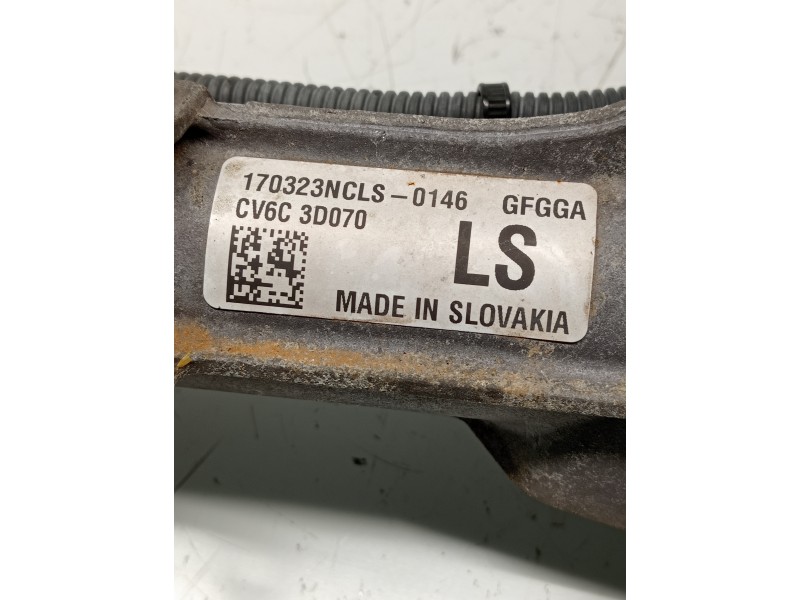 170323NCLS-0146 GFGGA
CV6C 3D070
LS
MADE IN SLOVAKIA